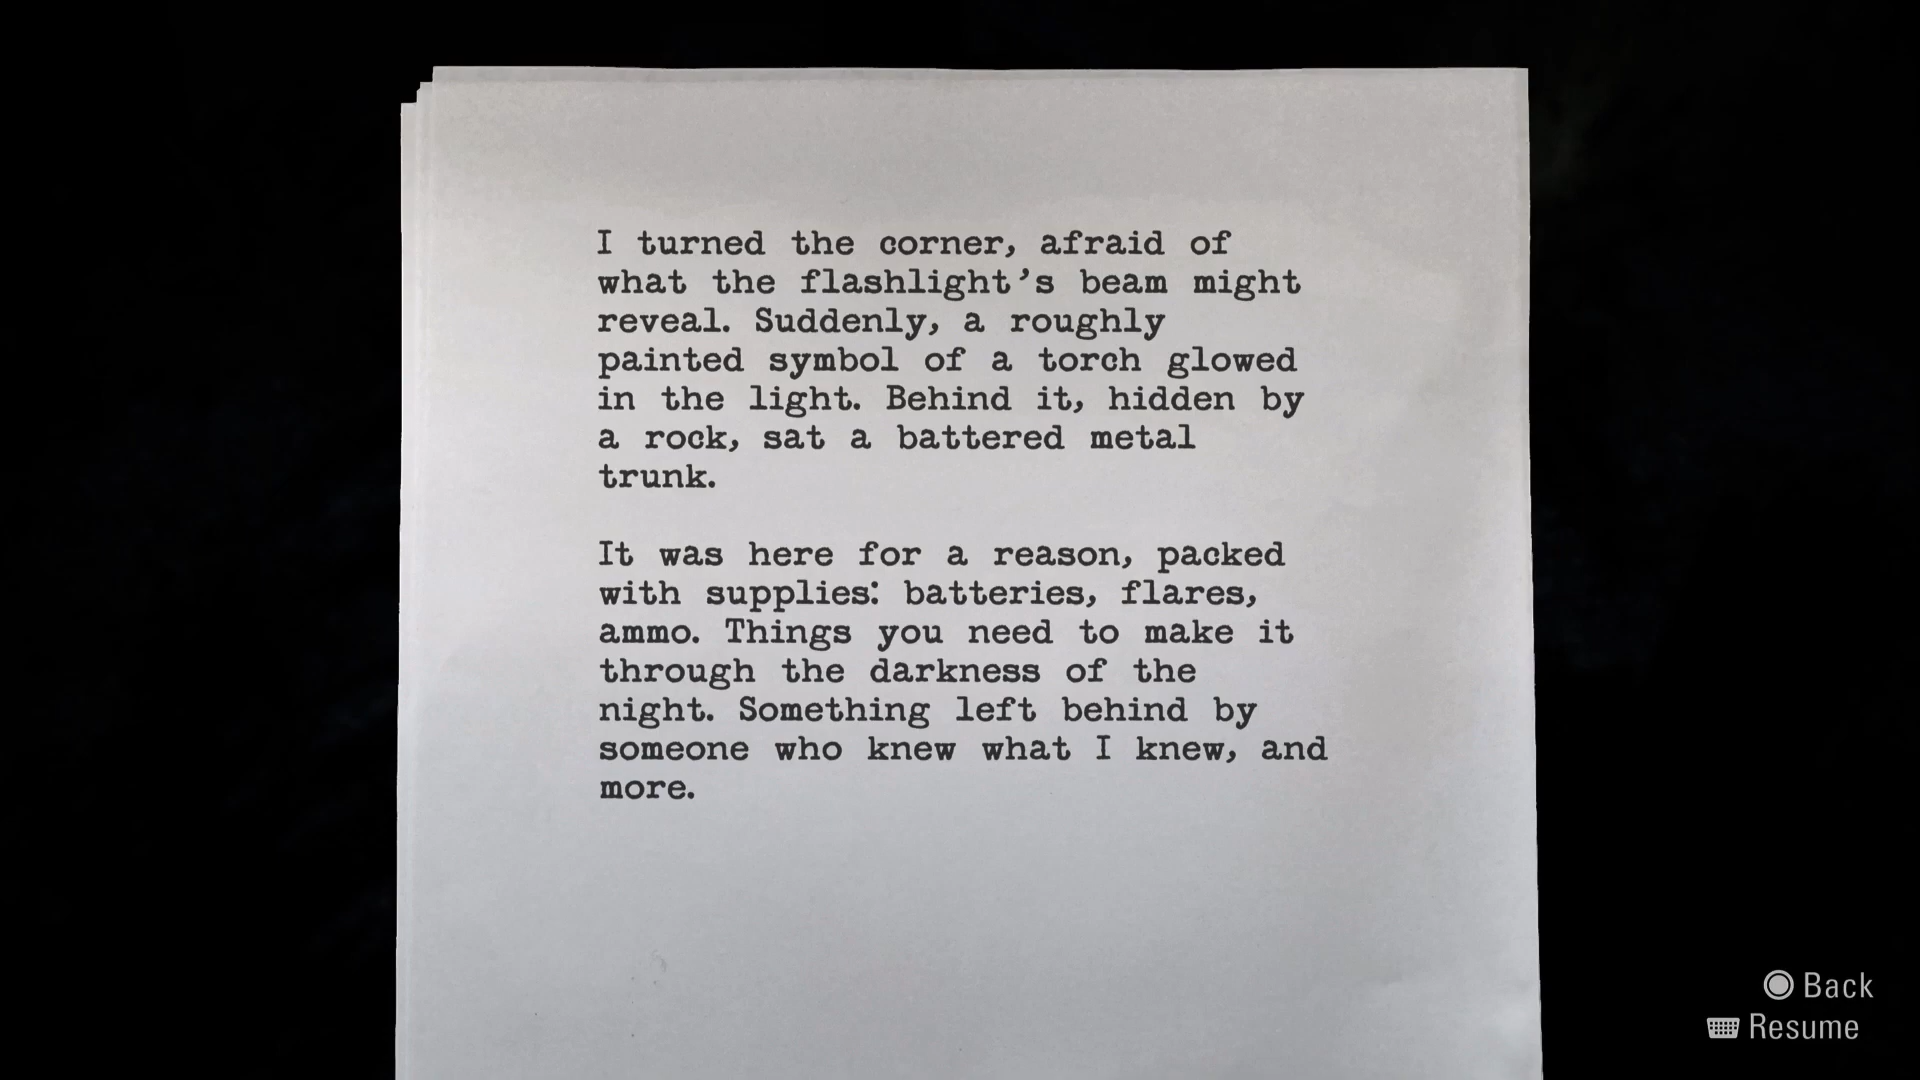 I turned the corner, afraid of
what the flashlight's beam might
reveal. Suddenly, a roughly
painted symbol of a torch glowed
in the light. Behind it, hidden by
a rock, sat a battered metal
trunk.
It was here for a reason, packed
with supplies: batteries, flares,
ammo. Things you need to make it
through the darkness of the
night. Something left behind by
someone who knew what I knew, and
more.
Back
Resume